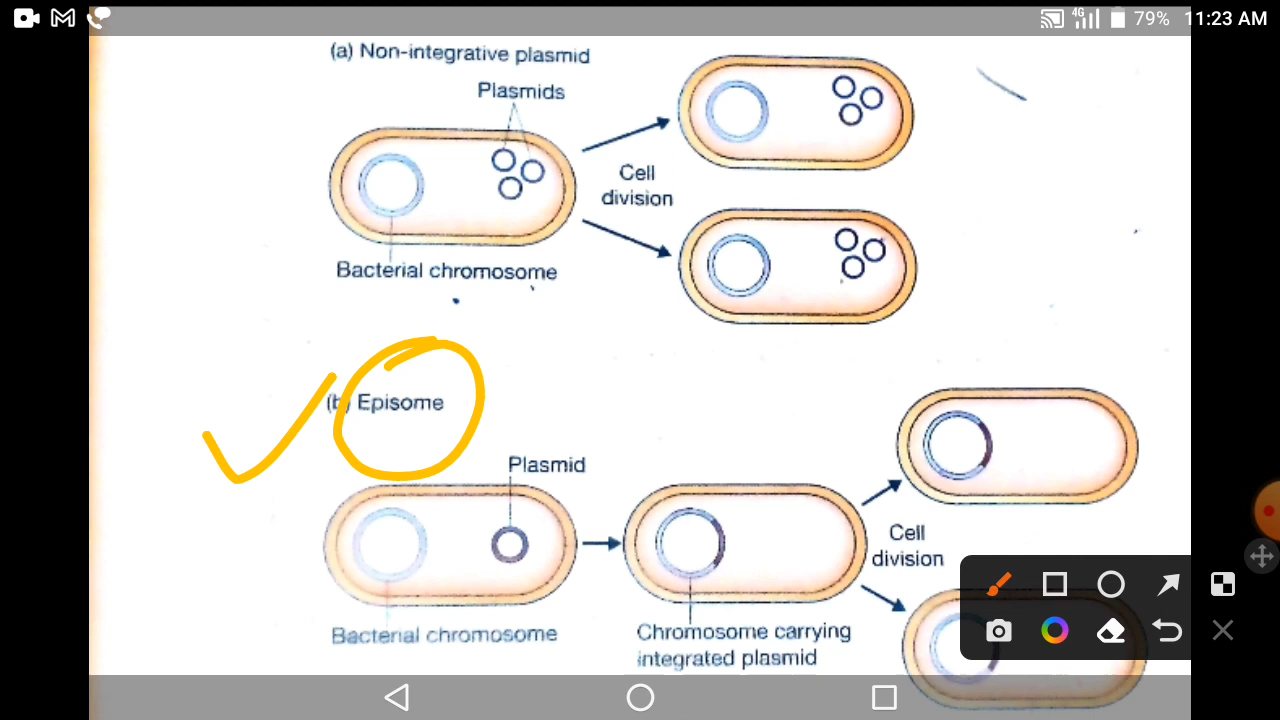 4G
79%
11:23 AM
(a) Non-integrative plasmid
Plasmids
Cell
division
Bacterial chromosome
(b) Episome
Plasmid
Cell
division
Bacterial chromosome
Chromosome carrying
integrated plasmid